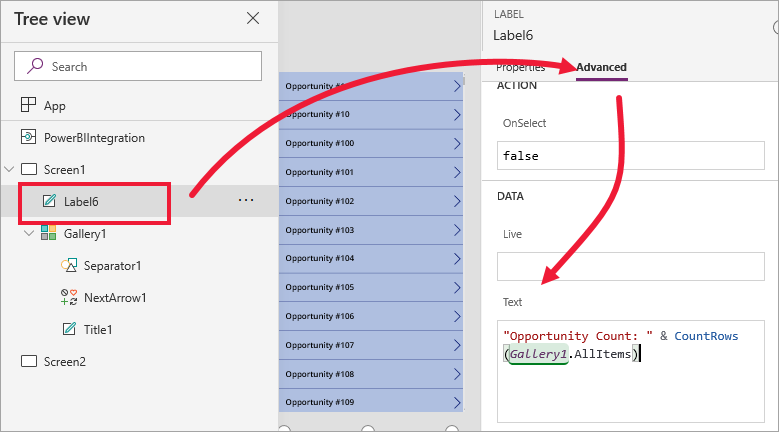 Tree view
Search
App
PowerBIIntegration
Screen1
Label6
Gallery1
Separator1
NextArrow1
Title1
Screen2
Opportunity #1
Opportunity #10
Opportunity #100
Opportunity #101
Opportunity #102
Opportunity #103
Opportunity #104
Opportunity #105
Opportunity #106
Opportunity #107
Opportunity #108
Opportunity #109
LABEL
Label6
Properties Advanced
ACTION
OnSelect
false
DATA
Live
Text
"Opportunity Count: " & CountRows
(Gallery1.AllItems)